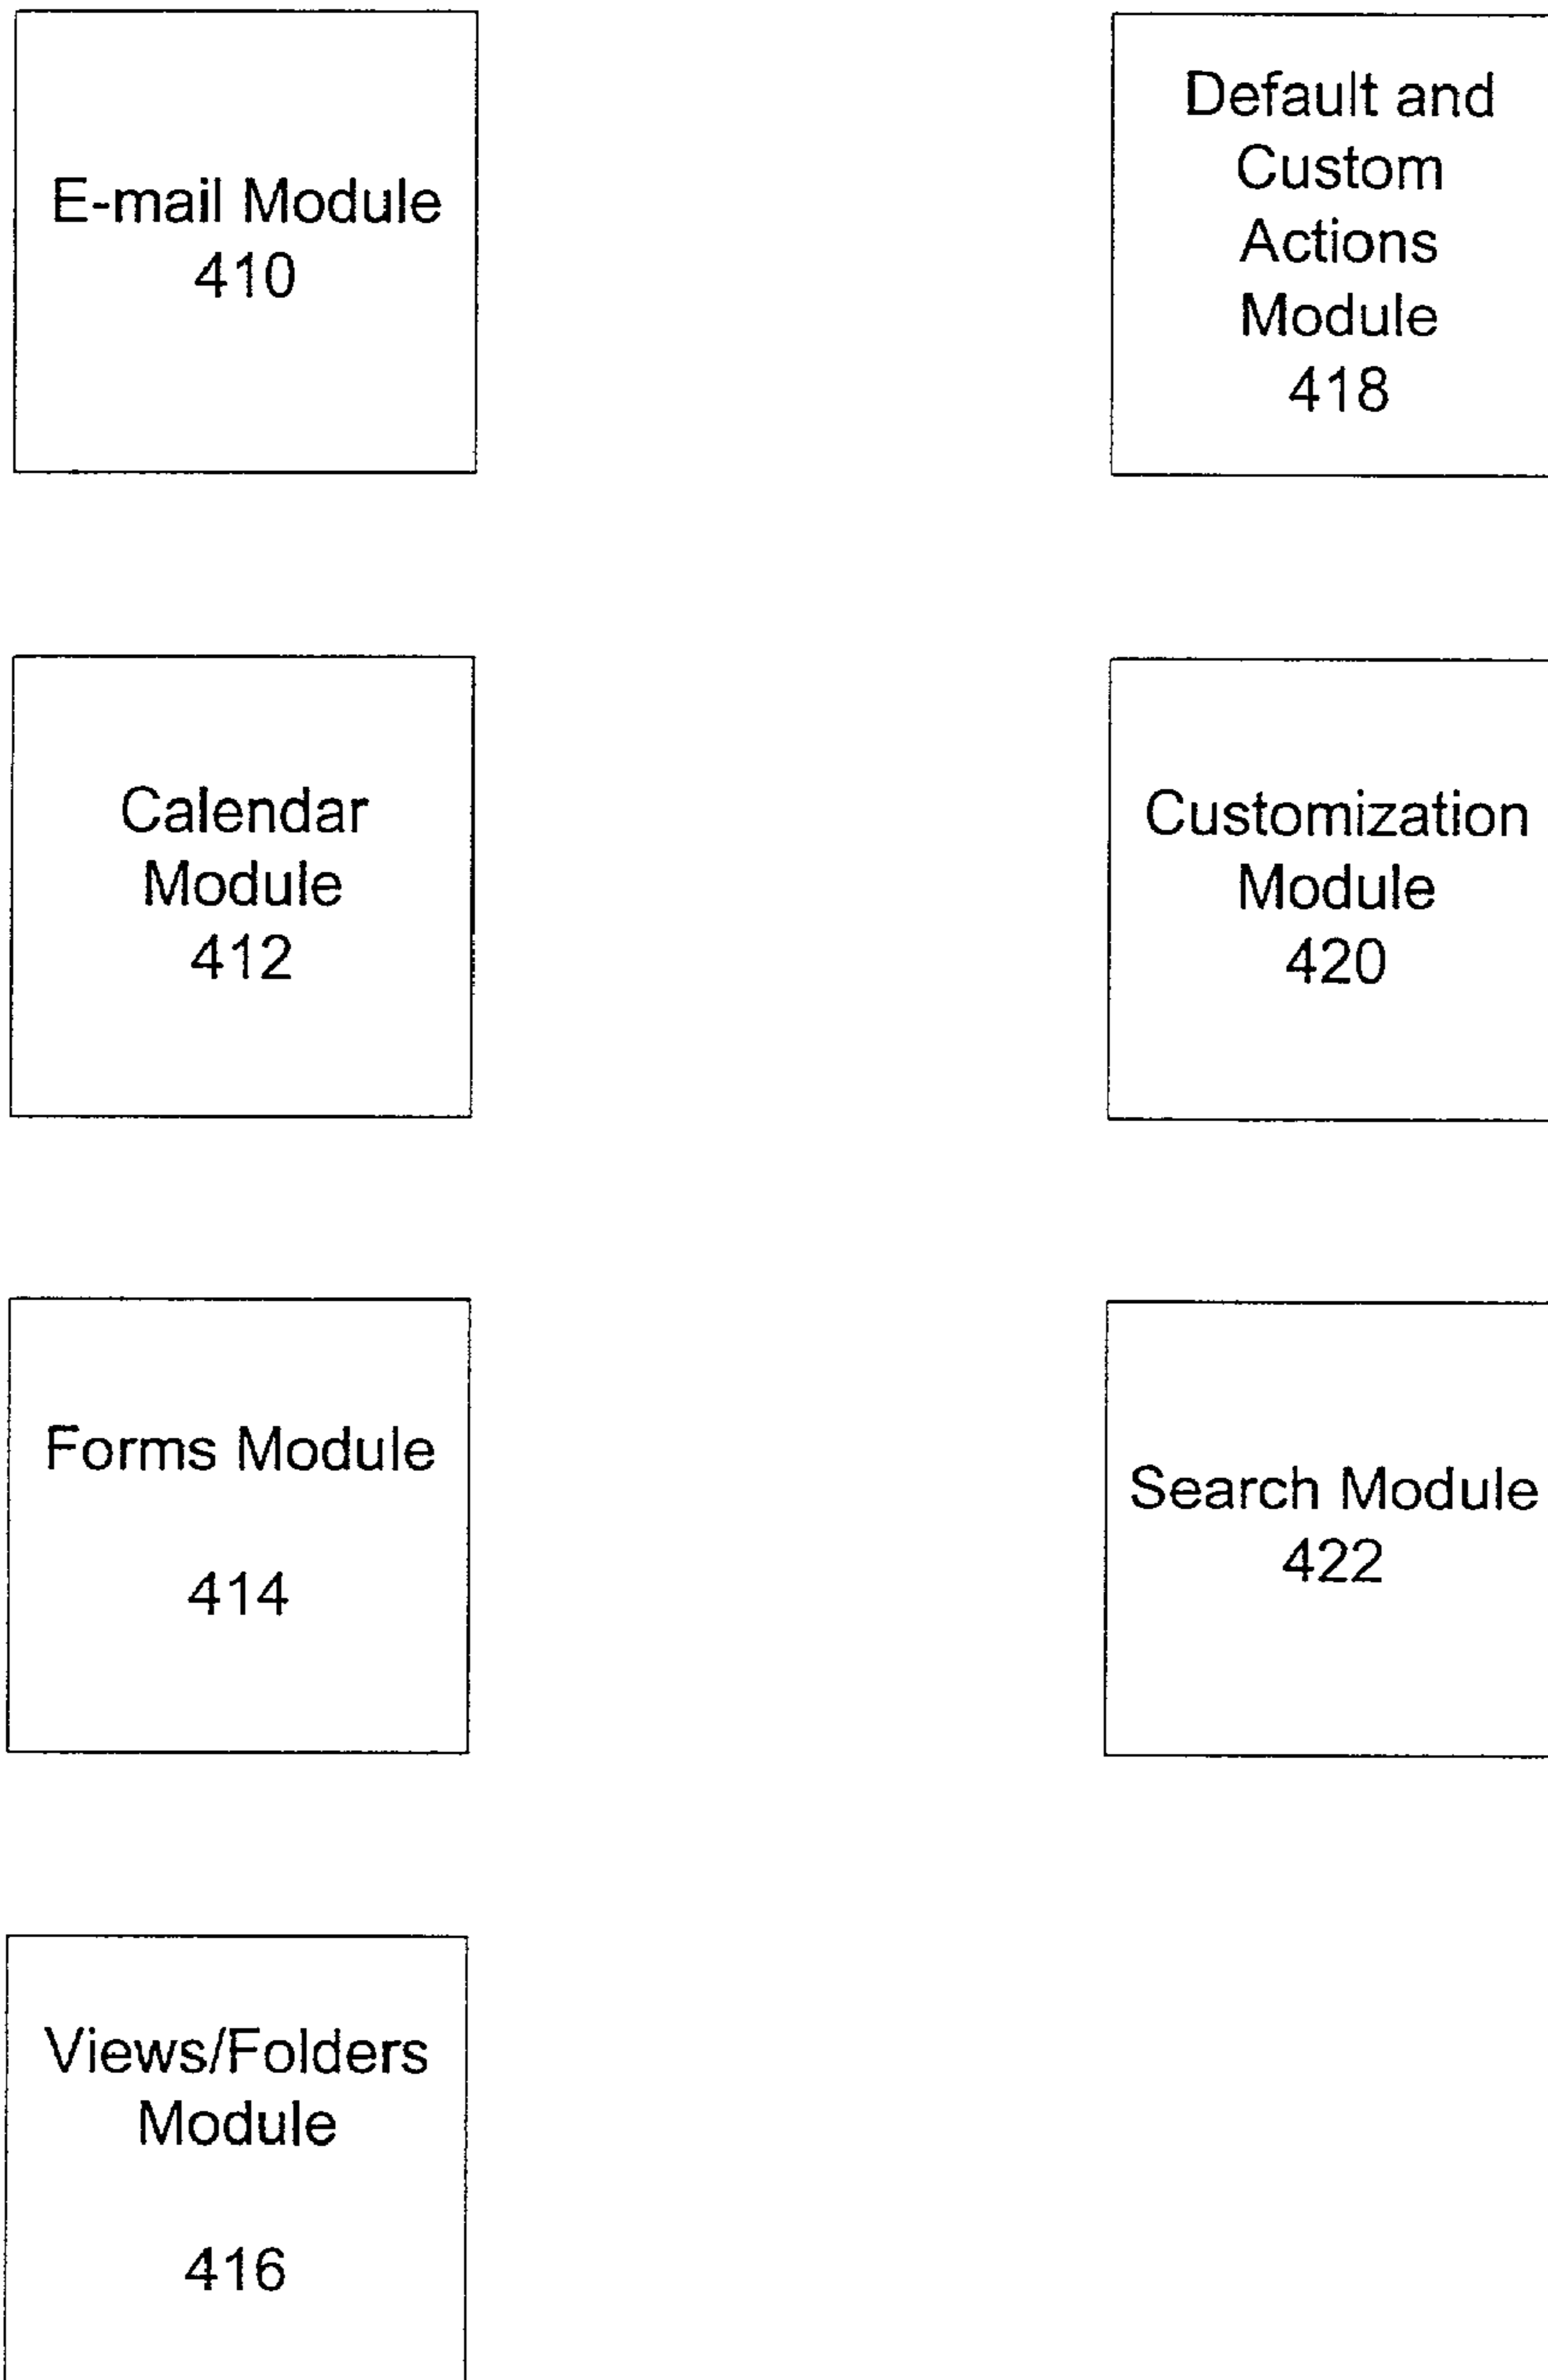 E-mail Module
410
Calendar
Module
412
Forms Module
414
Views/Folders
Module
416
Default and
Custom
Actions
Module
418
Customization
Module
420
Search Module
422